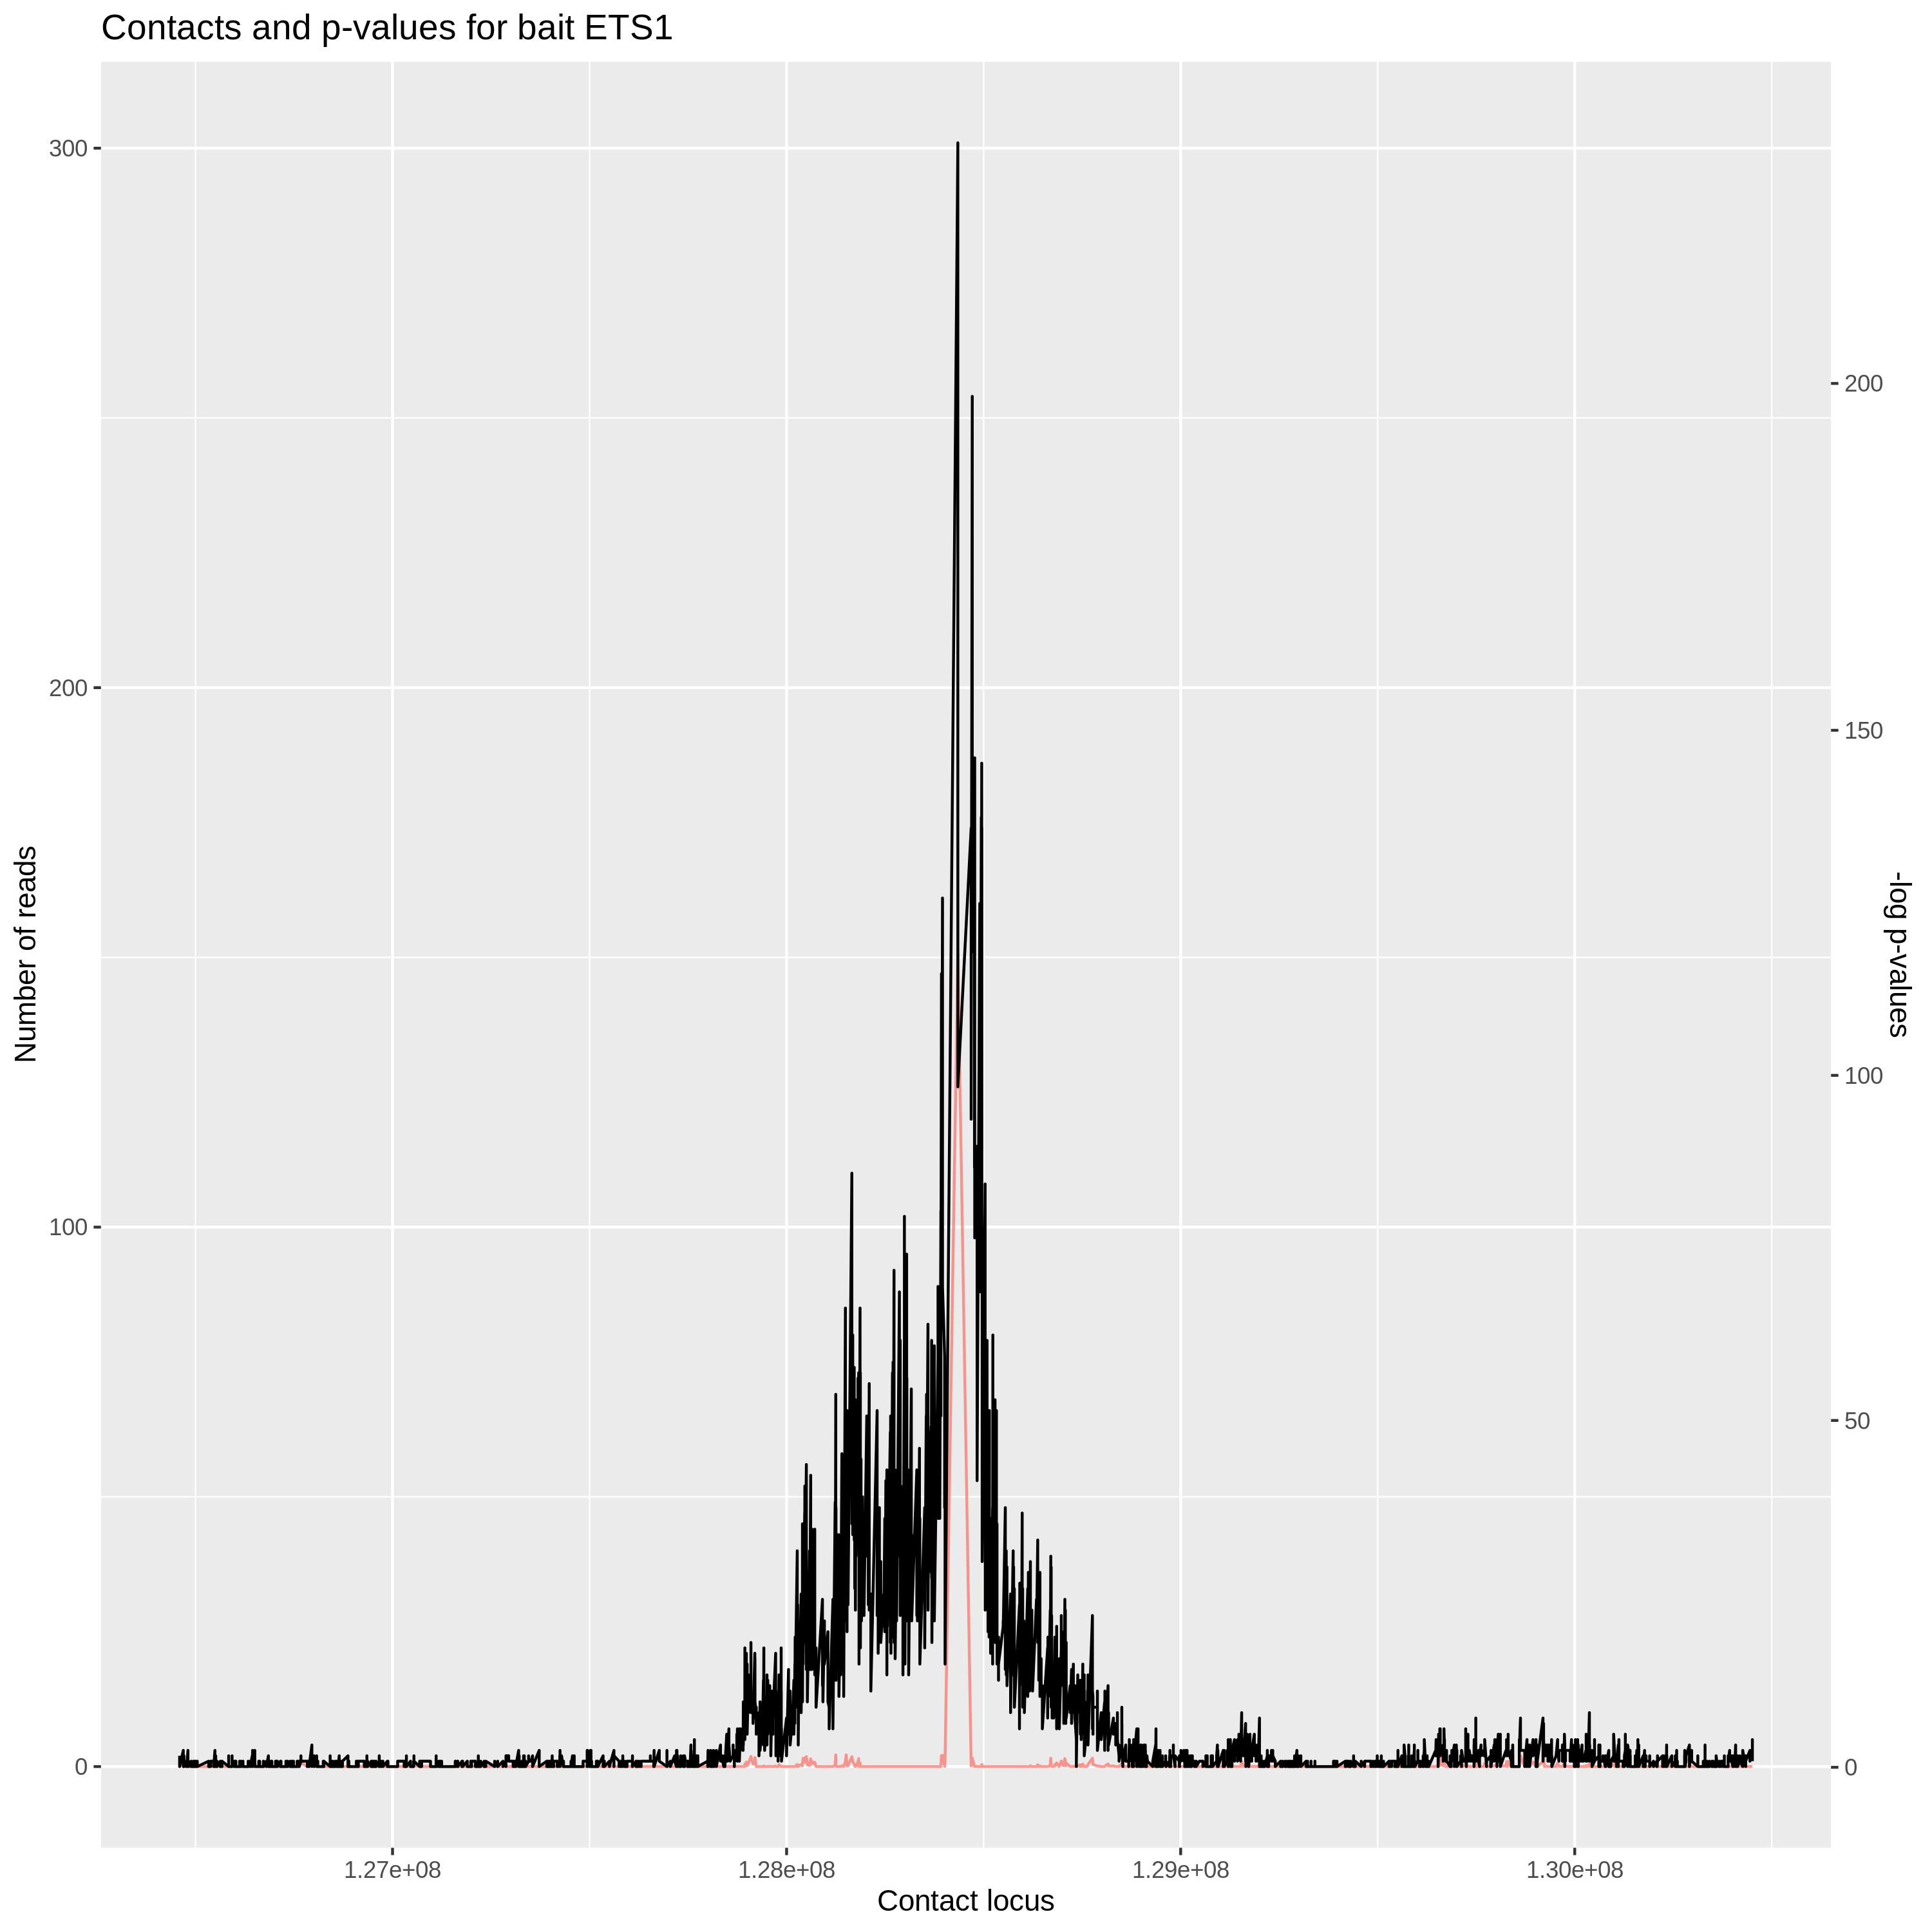 Contacts and p-values for bait ETS1
300
200
100
0
Number of reads
200
150
100
50
0
-log p-values
1.27e+08
1.28e+08
1.29e+08
1.30e+08
Contact locus